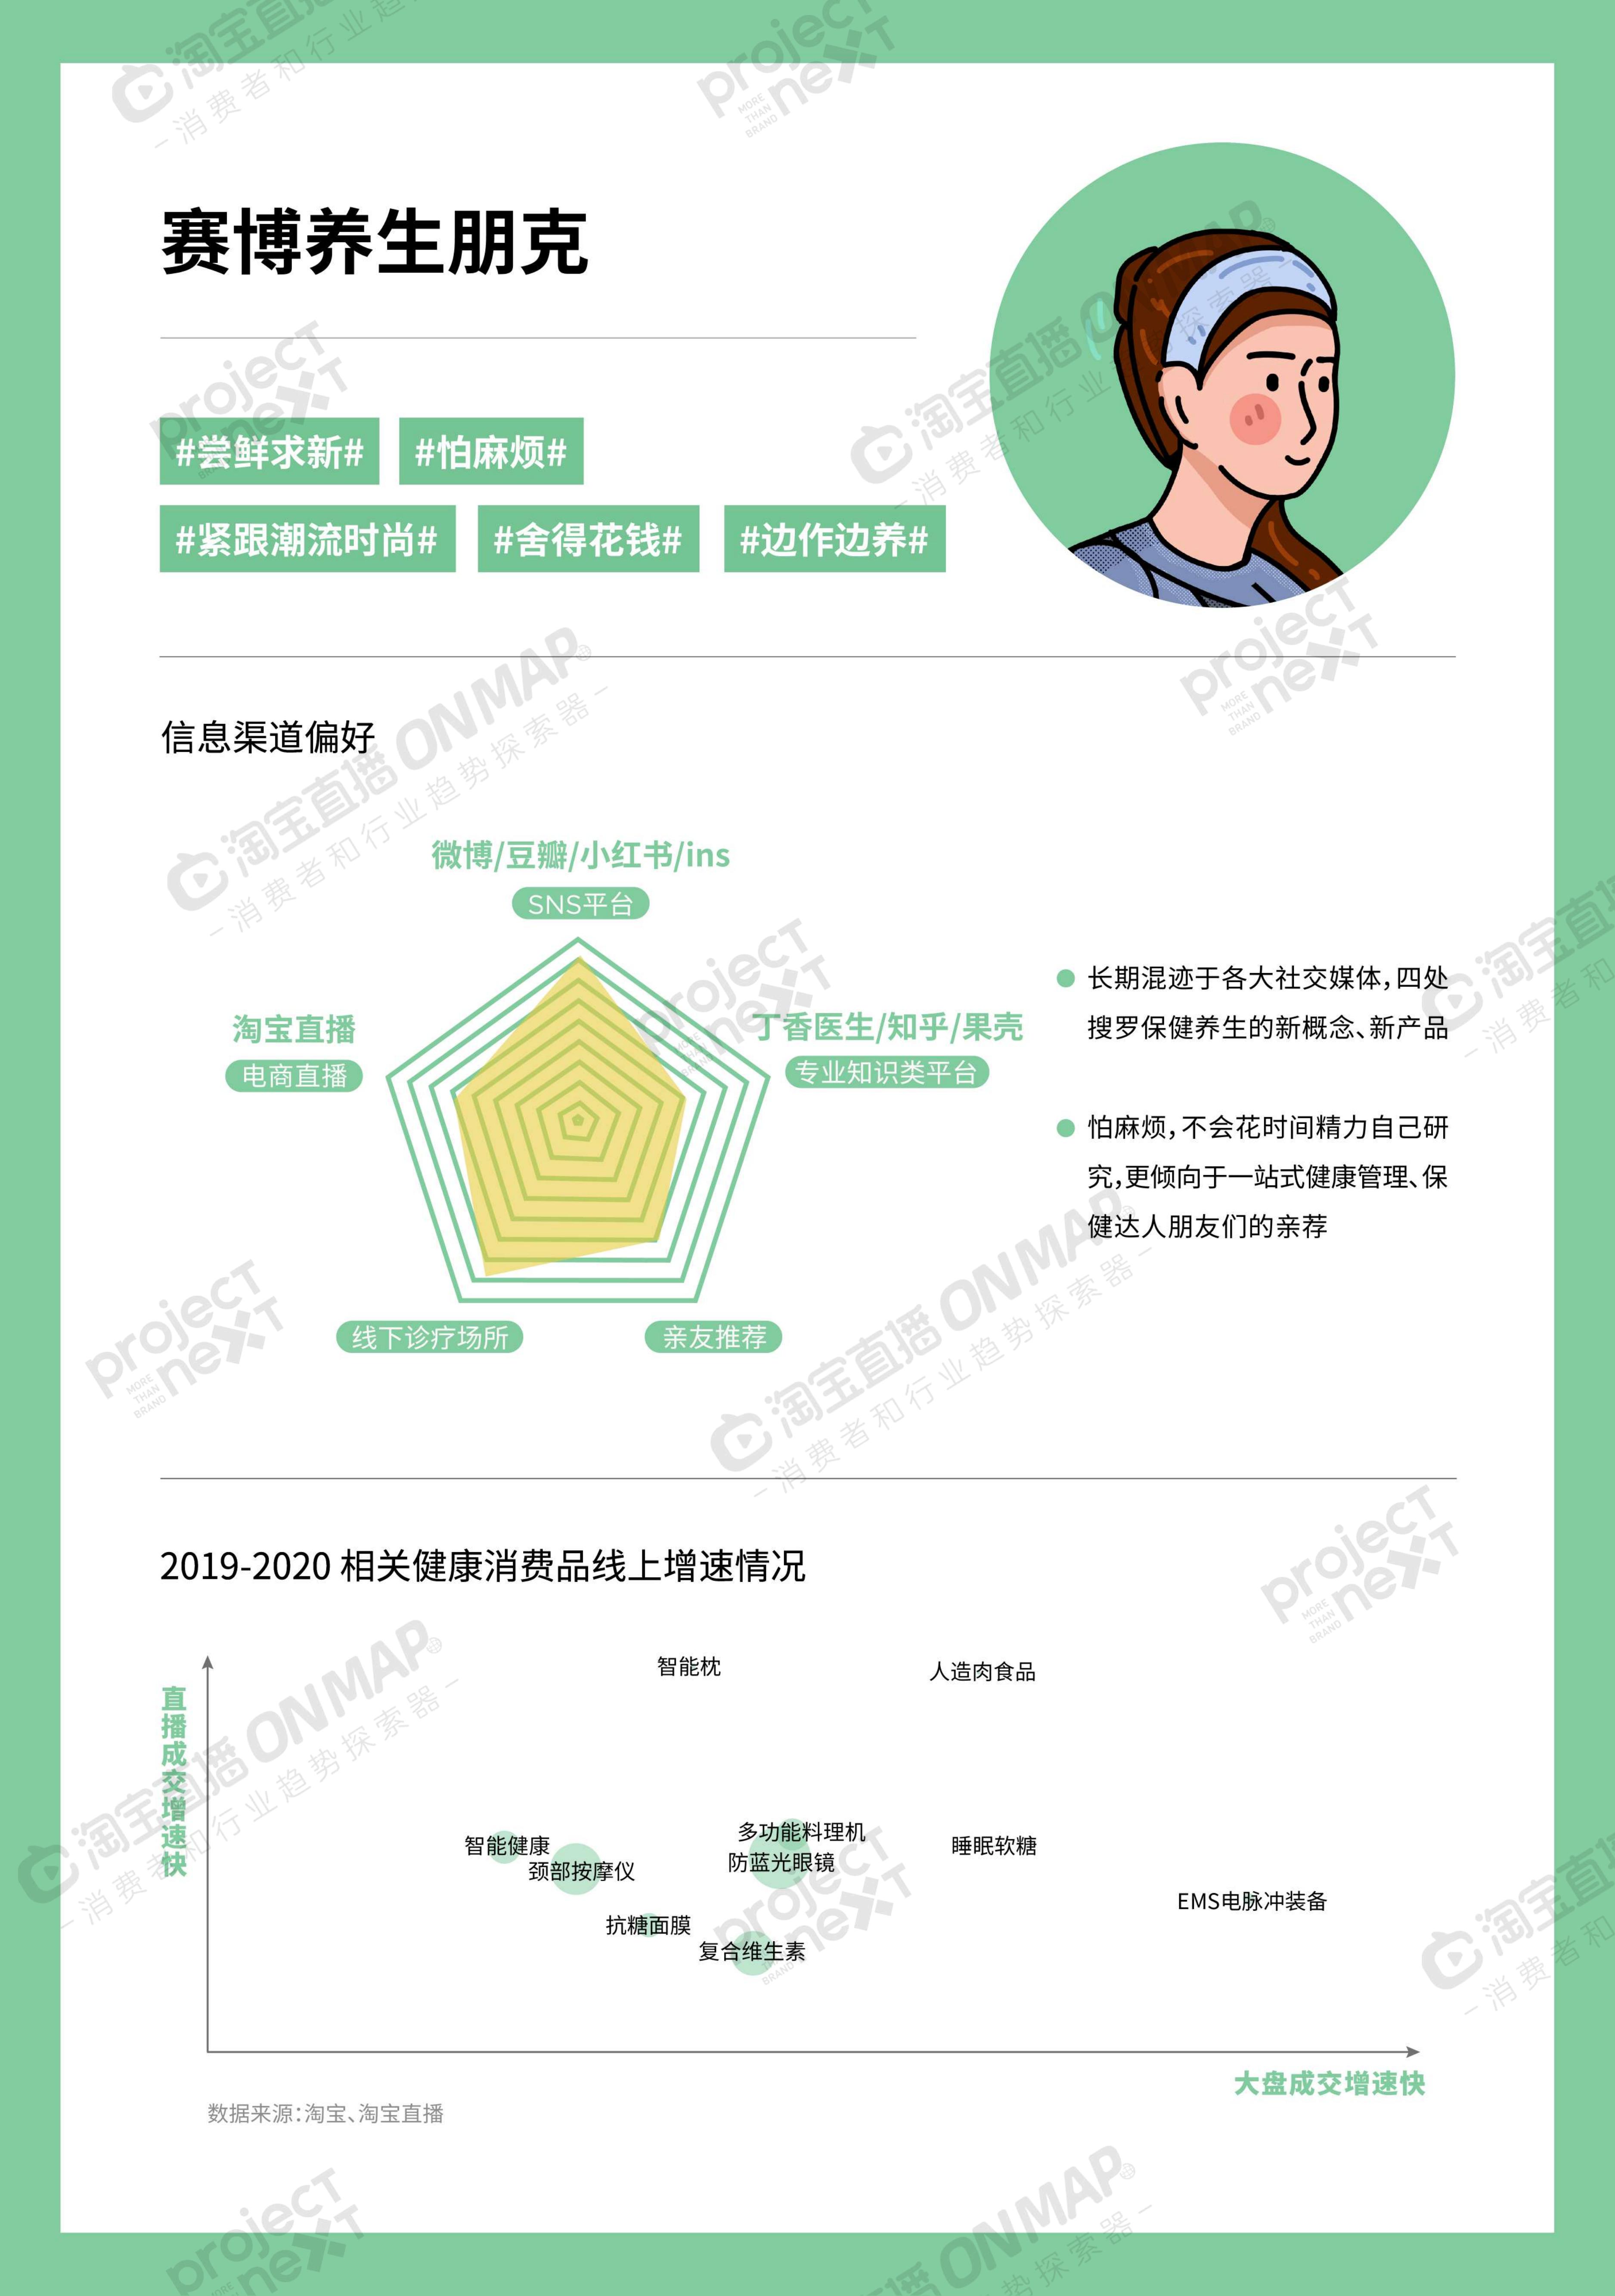 赛博养生朋克
#尝鲜求新# #怕麻烦#
#紧跟潮流时尚# #舍得花钱# #边作边养#
信息渠道偏好
微博/豆瓣/小红书/ins
SNS平台
淘宝直播
电商直播
丁香医生/知乎/果壳
专业知识类平台
线下诊疗场所
亲友推荐
长期混迹于各大社交媒体，四处
搜罗保健养生的新概念、新产品
怕麻烦，不会花时间精力自己研
究，更倾向于一站式健康管理、保
健达人朋友们的亲荐
2019-2020 相关健康消费品线上增速情况
直播成交增速快
智能枕
人造肉食品
多功能料理机
智能健康
睡眠软糖
防蓝光眼镜
颈部按摩仪
EMS电脉冲装备
抗糖面膜
复合维生素
大盘成交增速快
数据来源：淘宝、淘宝直播
淘宝直播 ONMAP
－消费者和行业趋势探索器－
project
next
MORE
THAN
BRAND